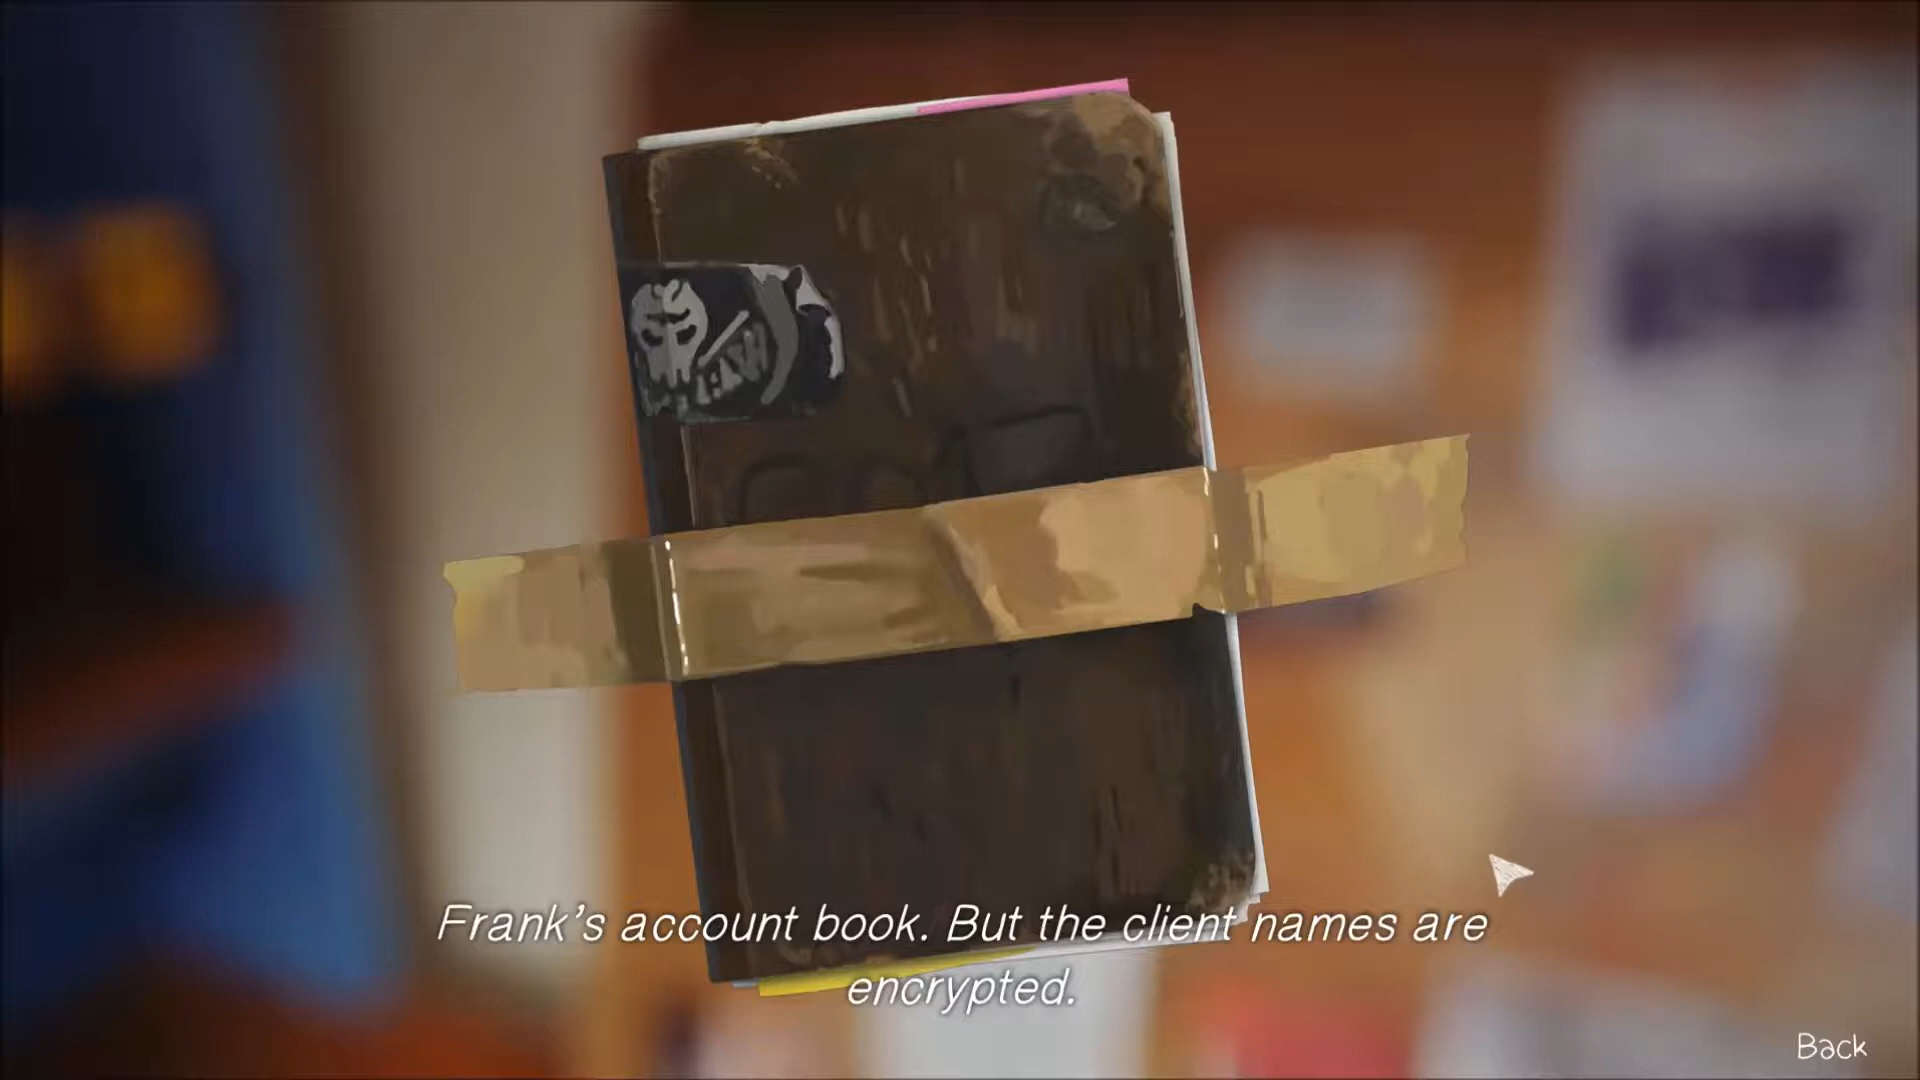 Frank's account book. But the client names are
encrypted.
Back